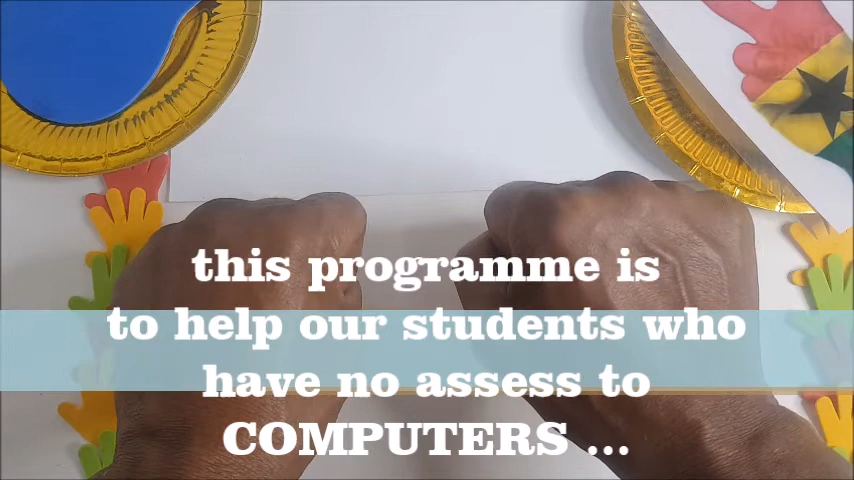 this programme is
to help our students who
have no assess to
COMPUTERS ...